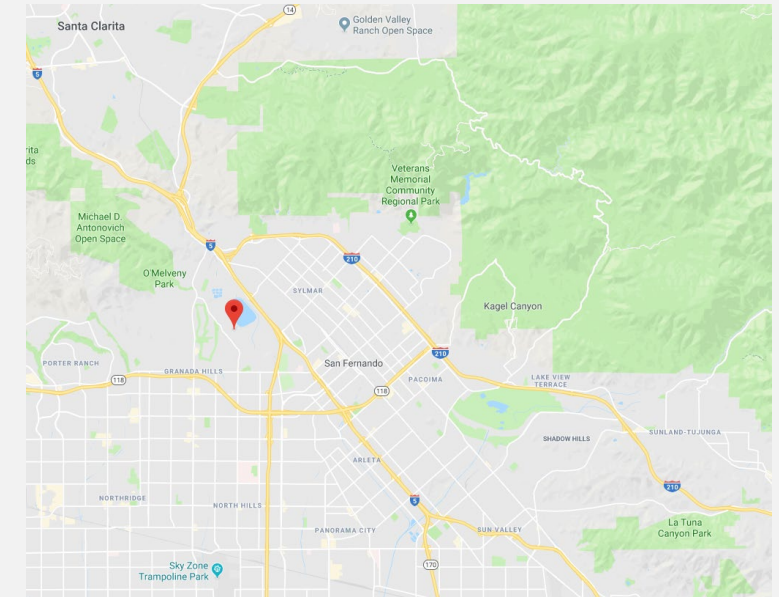 14
Santa Clarita
Golden Valley
Ranch Open Space
5
rita
ds
Veterans
Memorial
Community
Regional Park
Michael D.
Antonovich
Open Space
5
210
O'Melveny
Park
SYLMAR
Kagel Canyon
210
San Fernando
PORTER RANCH
118
GRANADA HILLS
118
PACOIMA
LAKE VIEW
TERRACE
SHADOW HILLS
SUNLAND-TUJUNGA
ARLETA
210
NORTHRIDGE
NORTH HILLS
5
PANORAMA CITY
SUN VALLEY
La Tuna
Canyon Park
Sky Zone
Trampoline Park
170